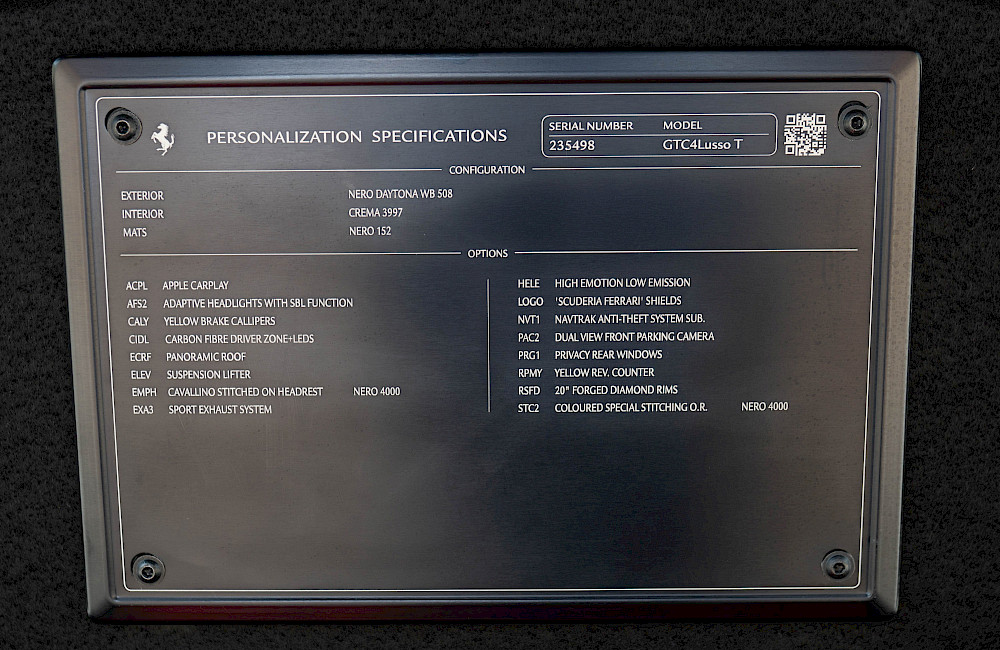 PERSONALIZATION SPECIFICATIONS
SERIAL NUMBER MODEL
235498 GTC4Lusso T
CONFIGURATION
EXTERIOR NERO DAYTONA WB 508
INTERIOR CREMA 3997
MATS NERO 152
OPTIONS
ACPL APPLE CARPLAY
AFS2 ADAPTIVE HEADLIGHTS WITH SBL FUNCTION
CALY YELLOW BRAKE CALLIPERS
CIDL CARBON FIBRE DRIVER ZONE+LEDS
ECRF PANORAMIC ROOF
ELEV SUSPENSION LIFTER
EMPH CAVALLINO STITCHED ON HEADREST NERO 4000
EXA3 SPORT EXHAUST SYSTEM
HELE HIGH EMOTION LOW EMISSION
LOGO 'SCUDERIA FERRARI' SHIELDS
NVT1 NAVTRAK ANTI-THEFT SYSTEM SUB.
PAC2 DUAL VIEW FRONT PARKING CAMERA
PRG1 PRIVACY REAR WINDOWS
RPMY YELLOW REV. COUNTER
RSFD 20" FORGED DIAMOND RIMS
STC2 COLOURED SPECIAL STITCHING O.R. NERO 4000